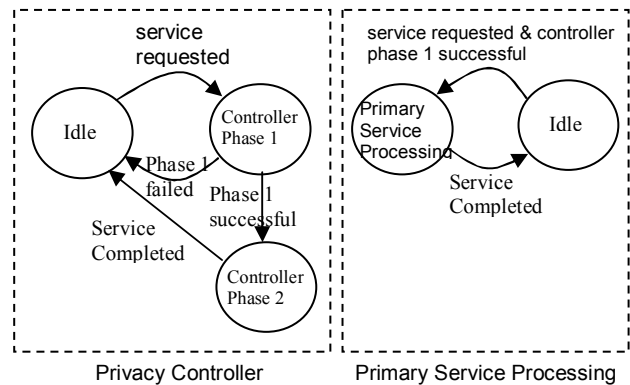 service
requested
Idle
Controller
Phase 1
Phase 1
failed
Phase 1
successful
Service
Completed
Controller
Phase 2
Privacy Controller
service requested & controller
phase 1 successful
Primary
Service
Processing
Idle
Service
Completed
Primary Service Processing